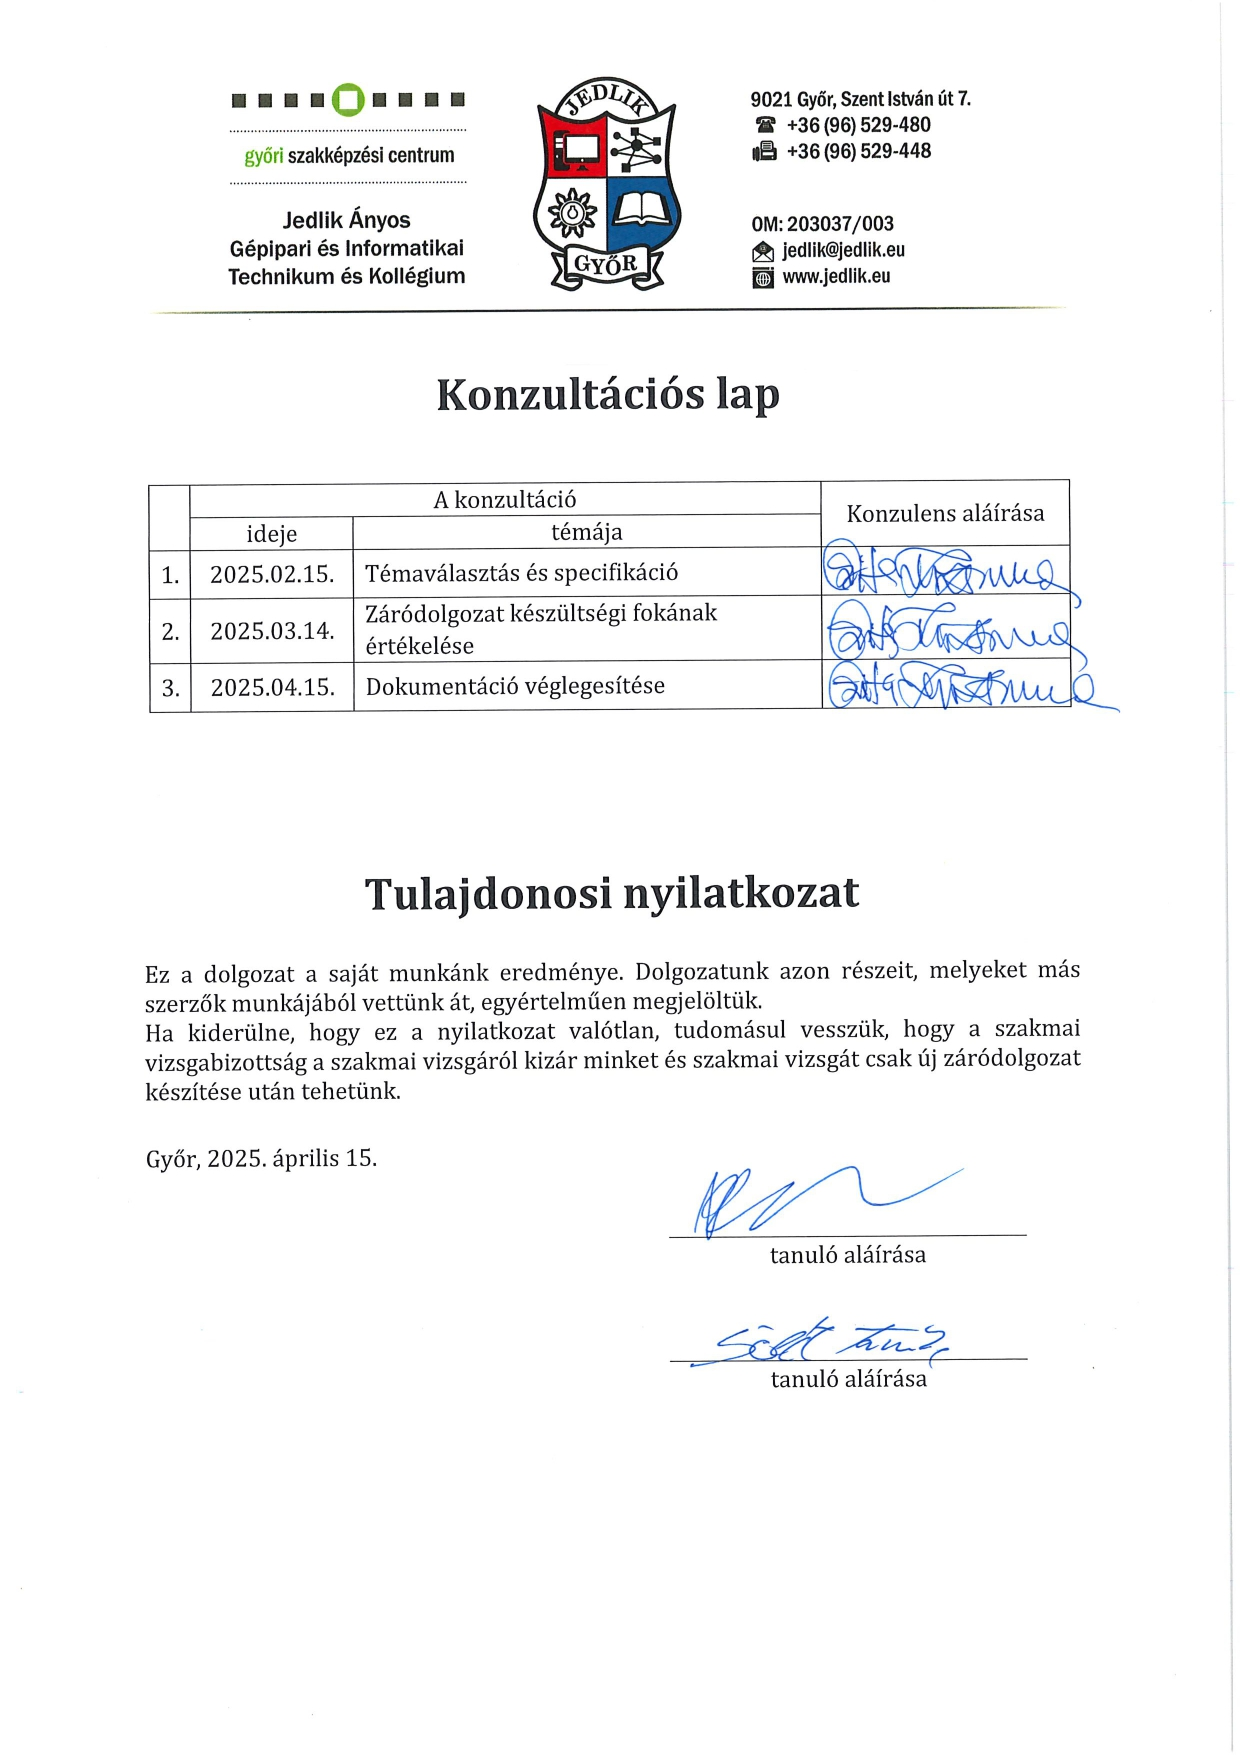 győri szakképzési centrum
Jedlik Ányos
Gépipari és Informatikai
Technikum és Kollégium
JEDLIK
GYŐR
9021 Győr, Szent István út 7.
+36 (96) 529-480
+36 (96) 529-448
OM: 203037/003
jedlik@jedlik.eu
www.jedlik.eu
Konzultációs lap
A konzultáció
Konzulens aláírása
ideje témája
1. 2025.02.15. Témaválasztás és specifikáció
2. 2025.03.14. Záródolgozat készültségi fokának
értékelése
3. 2025.04.15. Dokumentáció véglegesítése
Tulajdonosi nyilatkozat
Ez a dolgozat a saját munkánk eredménye. Dolgozatunk azon részeit, melyeket más
szerzők munkájából vettünk át, egyértelműen megjelöltük.
Ha kiderülne, hogy ez a nyilatkozat valótlan, tudomásul vesszük, hogy a szakmai
vizsgabizottság a szakmai vizsgáról kizár minket és szakmai vizsgát csak új záródolgozat
készítése után tehetünk.
Győr, 2025. április 15.
tanuló aláírása
tanuló aláírása